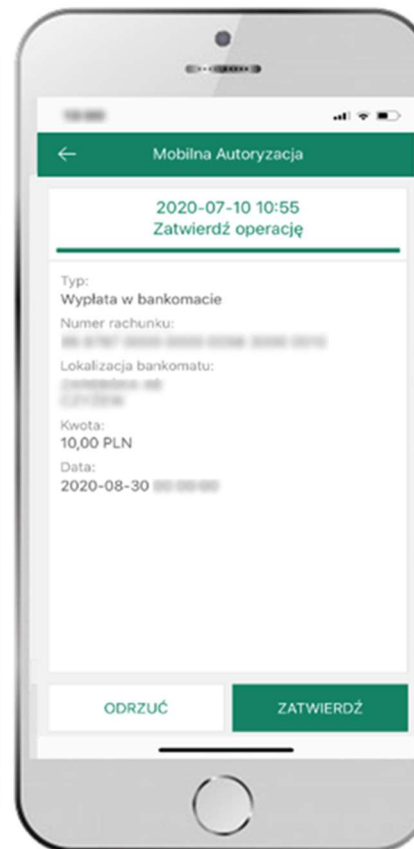 Mobilna Autoryzacja
2020-07-10 10:55
Zatwierdź operację
Typ:
Wypłata w bankomacie
Numer rachunku:
Lokalizacja bankomatu:
Kwota:
10,00 PLN
Data:
2020-08-30
ODRZUĆ
ZATWIERDŹ